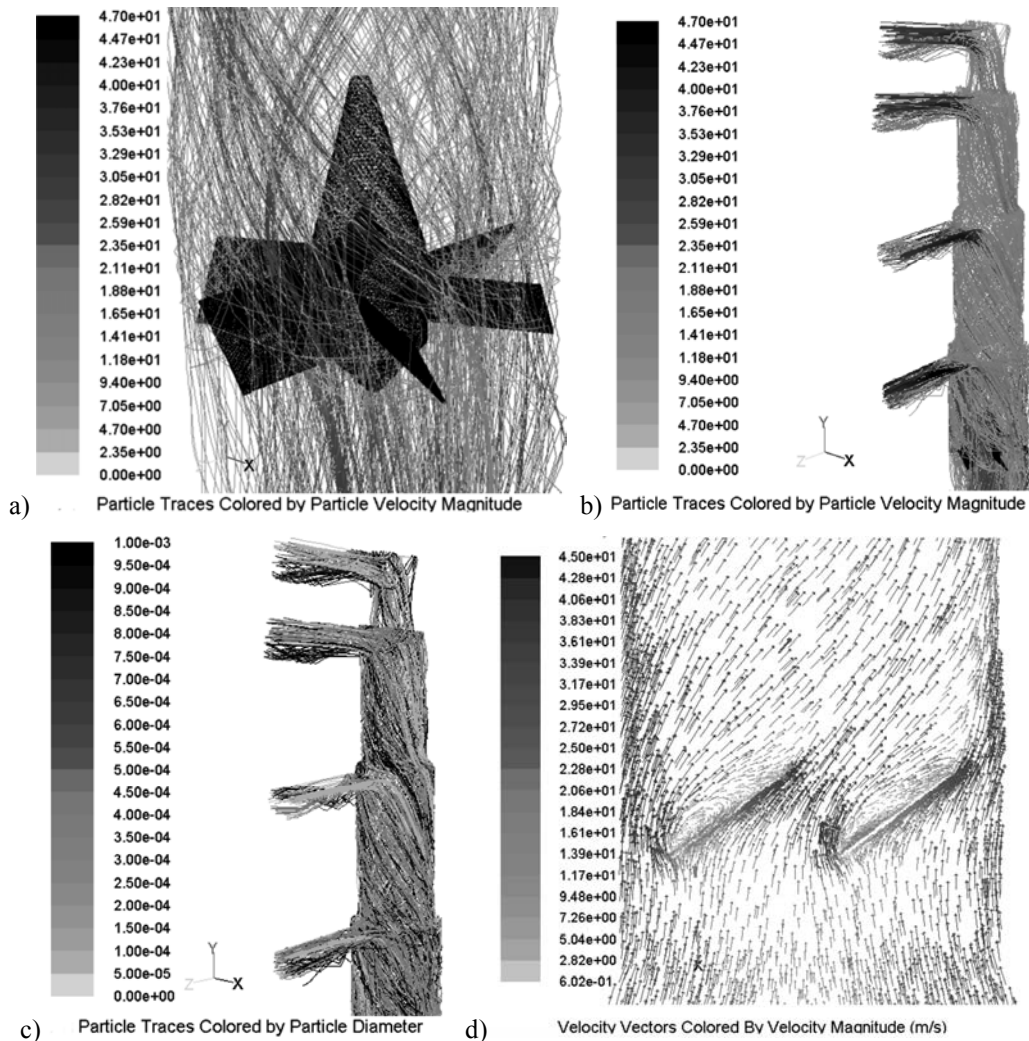 4.70e+01
4.47e+01
4.23e+01
4.00e+01
3.76e+01
3.53e+01
3.29e+01
3.05e+01
2.82e+01
2.59e+01
2.35e+01
2.11e+01
1.88e+01
1.65e+01
1.41e+01
1.18e+01
9.40e+00
7.05e+00
4.70e+00
2.35e+00
0.00e+00
X
a) Particle Traces Colored by Particle Velocity Magnitude
4.70e+01
4.47e+01
4.23e+01
4.00e+01
3.76e+01
3.53e+01
3.29e+01
3.05e+01
2.82e+01
2.59e+01
2.35e+01
2.11e+01
1.88e+01
1.65e+01
1.41e+01
1.18e+01
9.40e+00
7.05e+00
4.70e+00
2.35e+00
0.00e+00
Y
Z X
b) Particle Traces Colored by Particle Velocity Magnitude
1.00e-03
9.50e-04
9.00e-04
8.50e-04
8.00e-04
7.50e-04
7.00e-04
6.50e-04
6.00e-04
5.50e-04
5.00e-04
4.50e-04
4.00e-04
3.50e-04
3.00e-04
2.50e-04
2.00e-04
1.50e-04
1.00e-04
5.00e-05
0.00e+00
Y
Z X
c) Particle Traces Colored by Particle Diameter
4.50e+01
4.28e+01
4.06e+01
3.83e+01
3.61e+01
3.39e+01
3.17e+01
2.95e+01
2.72e+01
2.50e+01
2.28e+01
2.06e+01
1.84e+01
1.61e+01
1.39e+01
1.17e+01
9.48e+00
7.26e+00
5.04e+00
2.82e+00
6.02e-01
X
d) Velocity Vectors Colored By Velocity Magnitude (m/s)